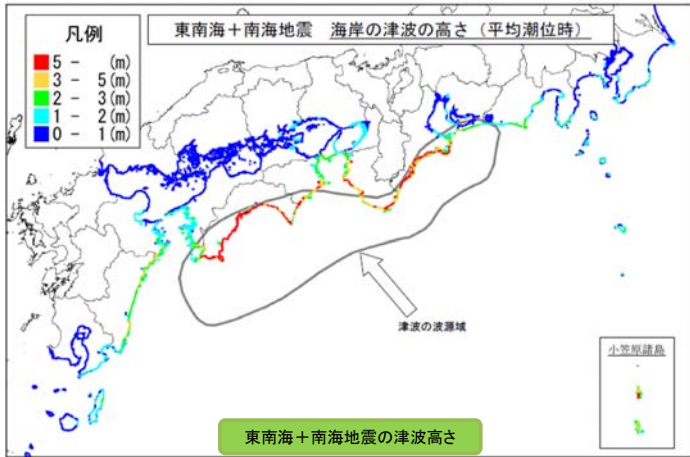 東南海＋南海地震 海岸の津波の高さ（平均潮位時）
凡例
5 - (m)
3 - 5(m)
2 - 3(m)
1 - 2(m)
0 - 1(m)
津波の波源域
小笠原諸島
東南海＋南海地震の津波高さ